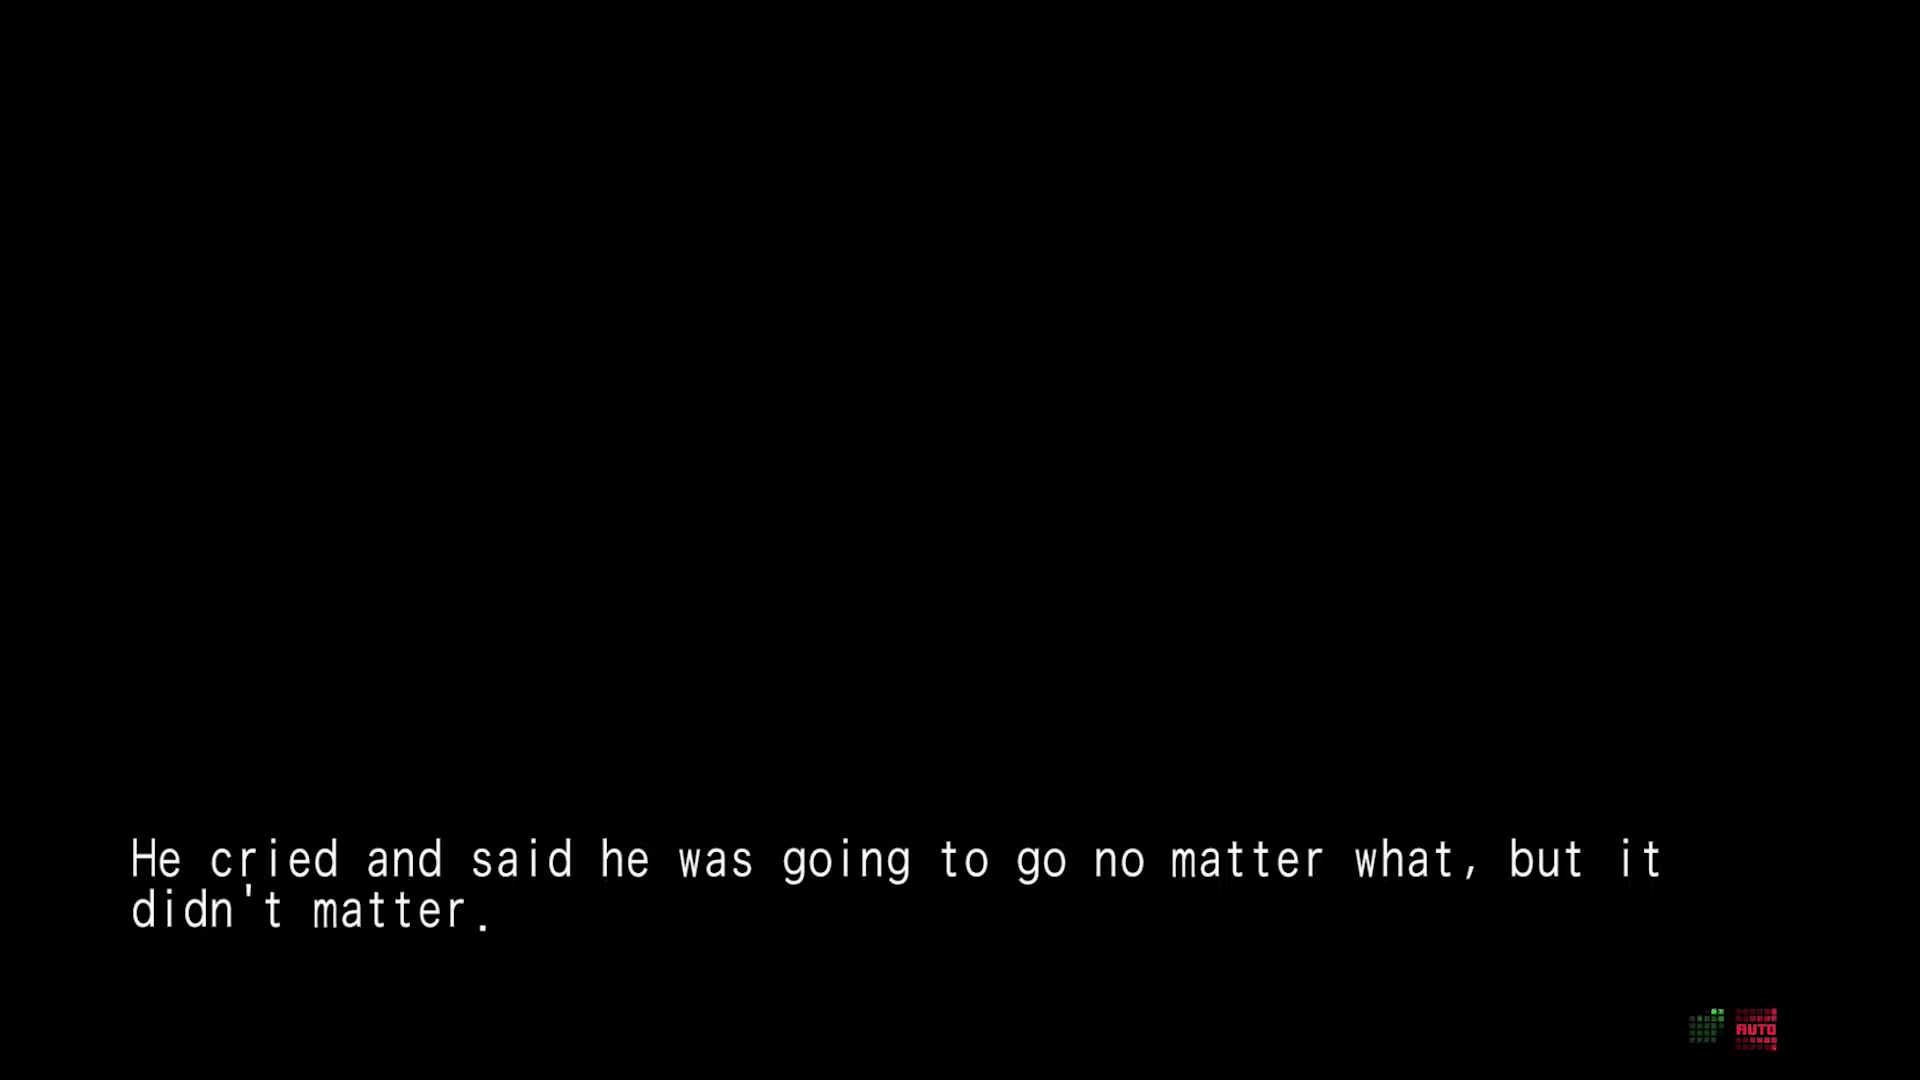 He cried and said he was going to go no matter what, but it
didn't matter.
AUTO